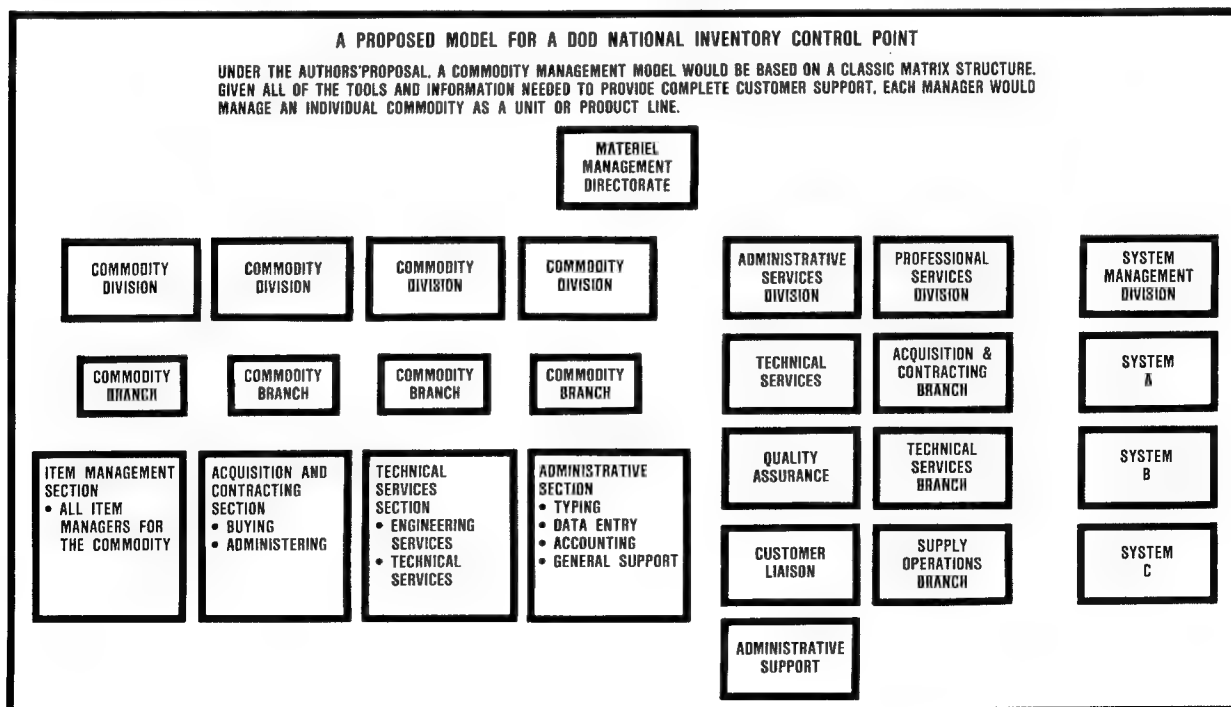 A PROPOSED MODEL FOR A DOD NATIONAL INVENTORY CONTROL POINT
UNDER THE AUTHORS'PROPOSAL, A COMMODITY MANAGEMENT MODEL WOULD BE BASED ON A CLASSIC MATRIX STRUCTURE.
GIVEN ALL OF THE TOOLS AND INFORMATION NEEDED TO PROVIDE COMPLETE CUSTOMER SUPPORT, EACH MANAGER WOULD
MANAGE AN INDIVIDUAL COMMODITY AS A UNIT OR PRODUCT LINE.
MATERIEL
MANAGEMENT
DIRECTORATE
COMMODITY
DIVISION
COMMODITY
DIVISION
COMMODITY
DIVISION
COMMODITY
DIVISION
ADMINISTRATIVE
SERVICES
DIVISION
PROFESSIONAL
SERVICES
DIVISION
SYSTEM
MANAGEMENT
DIVISION
COMMODITY
BRANCH
COMMODITY
BRANCH
COMMODITY
BRANCH
COMMODITY
BRANCH
TECHNICAL
SERVICES
ACQUISITION &
CONTRACTING
BRANCH
SYSTEM
A
ITEM MANAGEMENT
SECTION
• ALL ITEM
MANAGERS FOR
THE COMMODITY
ACQUISITION AND
CONTRACTING
SECTION
• BUYING
• ADMINISTERING
TECHNICAL
SERVICES
SECTION
• ENGINEERING
SERVICES
• TECHNICAL
SERVICES
ADMINISTRATIVE
SECTION
• TYPING
• DATA ENTRY
• ACCOUNTING
• GENERAL SUPPORT
QUALITY
ASSURANCE
TECHNICAL
SERVICES
BRANCH
SYSTEM
B
CUSTOMER
LIAISON
SUPPLY
OPERATIONS
BRANCH
SYSTEM
C
ADMINISTRATIVE
SUPPORT